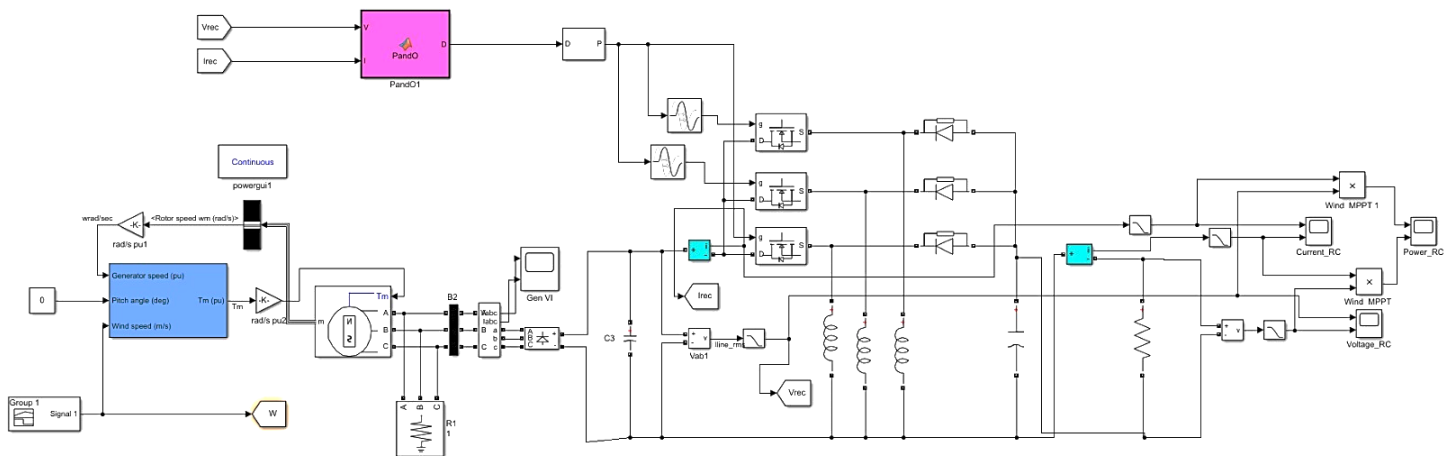 Vrec
Irec
V
I
PandO
D
PandO1
D
P
g
D
S
g
D
S
g
D
S
Continuous
powergui1
wrad/sec
-K-
rad/s pu1
<Rotor speed wm (rad/s)>
Generator speed (pu)
Pitch angle (deg)
Wind speed (m/s)
Tm (pu)
Tm
-K-
rad/s pu2
0
Tm
N
S
m
A
B
C
B2
Vabc
Iabc
A
B
C
a
b
c
Gen VI
A
B
C
+
-
A
B
C
R1
1
C3
+
-
i
Irec
+
-
v
Vab1
Iline_rms
Vrec
+
-
i
+
-
v
×
Wind MPPT 1
Current_RC
Power_RC
×
Wind MPPT
Voltage_RC
Group 1
Signal 1
W